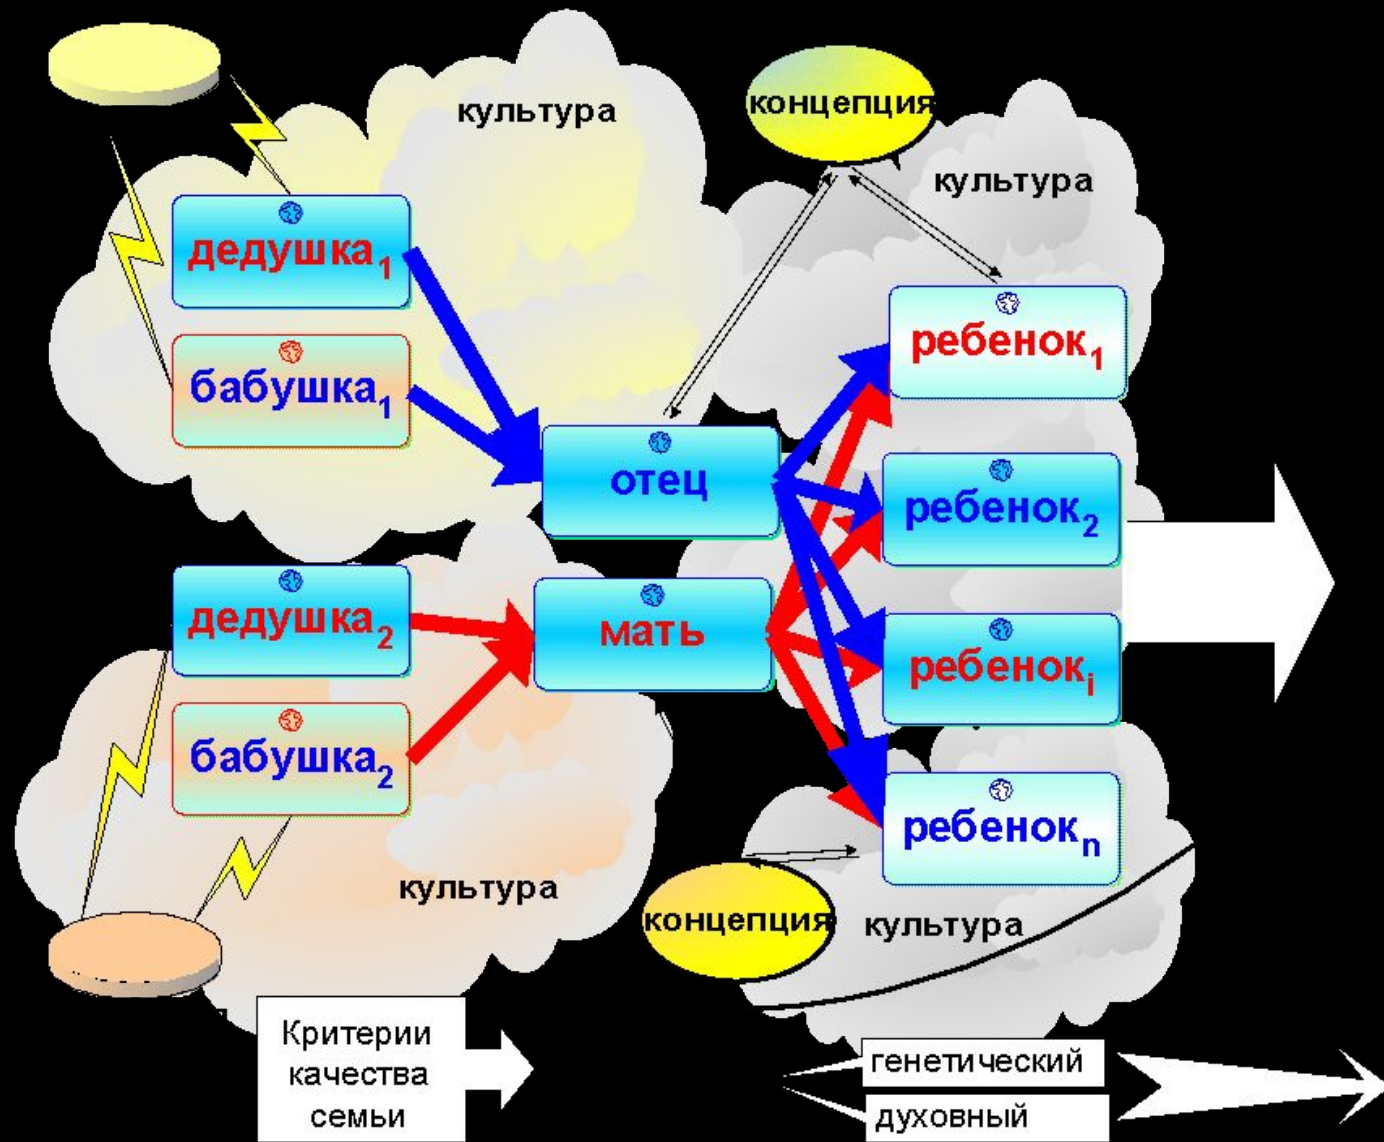 культура
концепция
культура
дедушка1
ребенок1
бабушка1
отец
ребенок2
дедушка2
мать
ребенокi
бабушка2
ребенокn
культура
концепция
культура
Критерии
качества
семьи
генетический
духовный